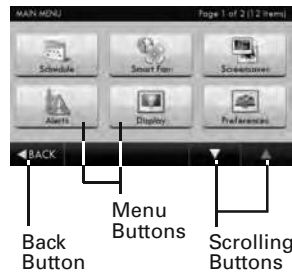 MAIN MENU Page 1 of 2 (12 Items)
Schedule Smart Fan Screensaver
Alerts Display Preferences
BACK
Menu
Buttons
Back
Button
Scrolling
Buttons